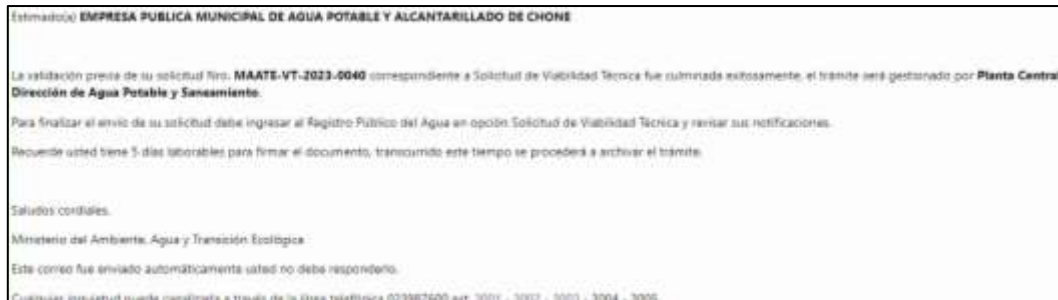 Estimado(a) EMPRESA PUBLICA MUNICIPAL DE AGUA POTABLE Y ALCANTARILLADO DE CHONE
La validación previa de su solicitud Nro. MAATE-VT-2023-0040 correspondiente a Solicitud de Viabilidad Técnica fue culminada exitosamente, el trámite será gestionado por Planta Central
Dirección de Agua Potable y Saneamiento.
Para finalizar el envío de su solicitud debe ingresar al Registro Público del Agua en opción Solicitud de Viabilidad Técnica y revisar sus notificaciones.
Recuerde usted tiene 5 días laborables para firmar el documento, transcurrido este tiempo se procederá a archivar el trámite.
Saludos cordiales,
Ministerio del Ambiente, Agua y Transición Ecológica
Este correo fue enviado automáticamente usted no debe responderlo.
Cualquier inquietud puede canalizarla a través de la línea telefónica 023987600 ext. 3001 - 3002 - 3003 - 3004 - 3005